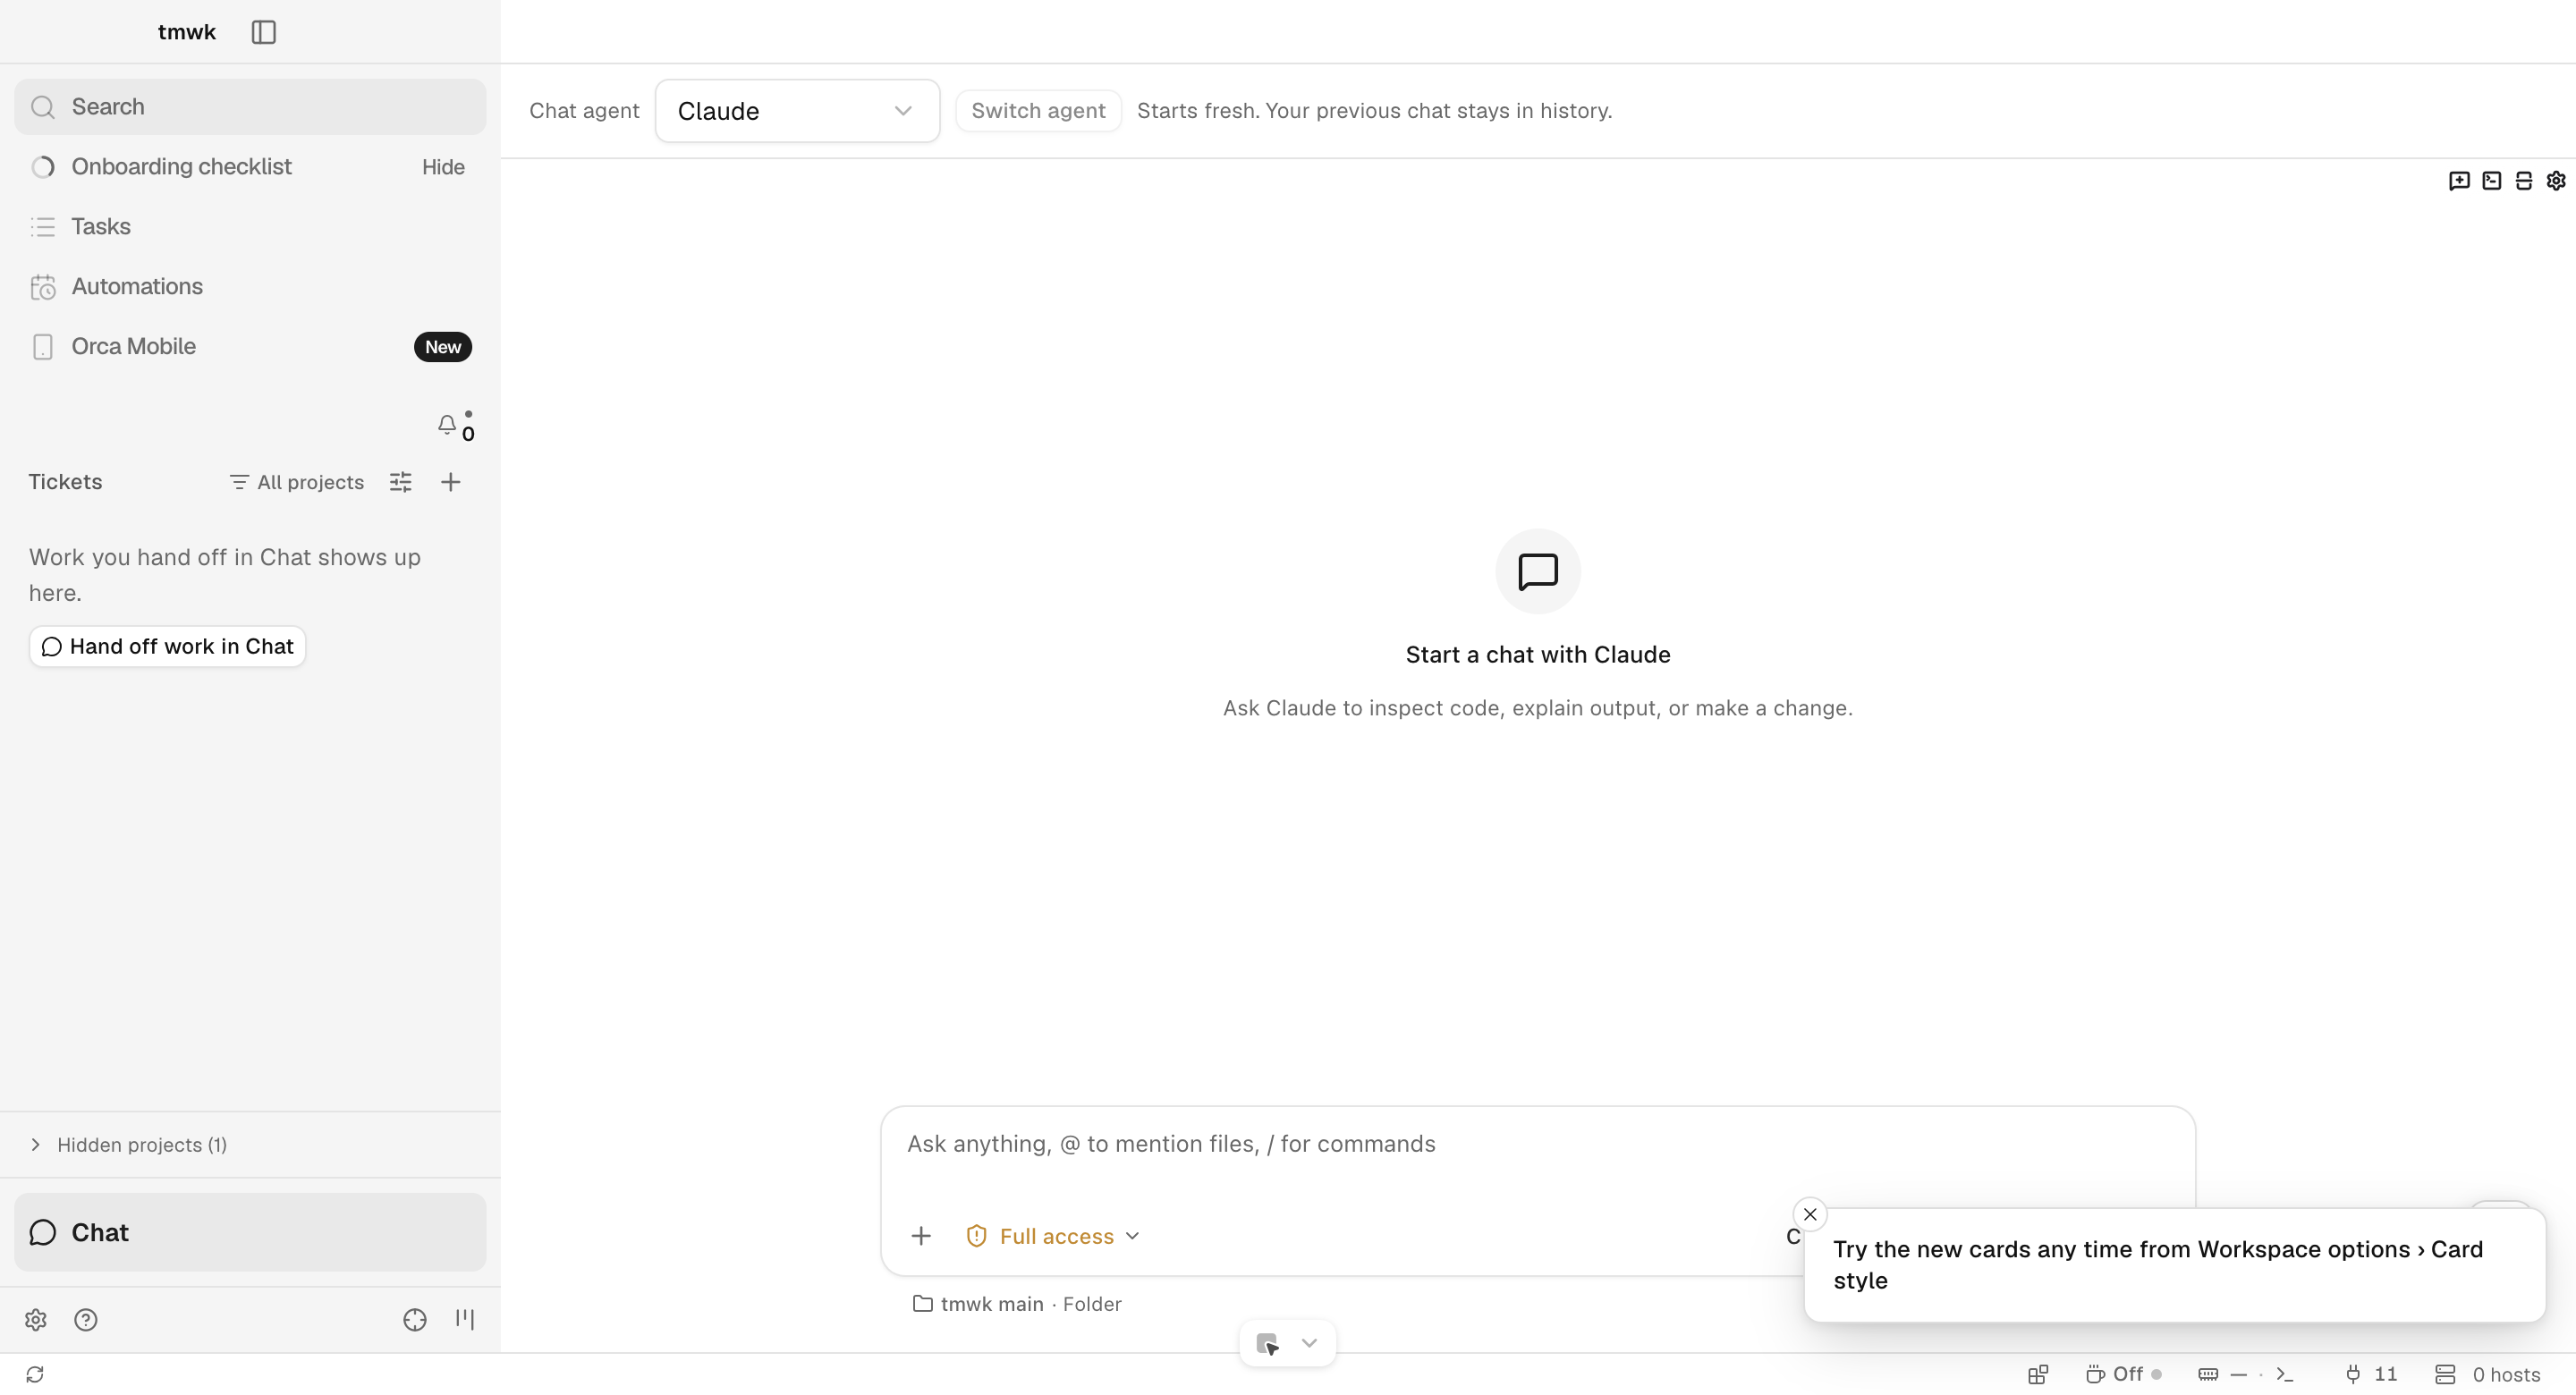 tmwk
Search
Onboarding checklist
Hide
Tasks
Automations
Orca Mobile
New
0
Tickets
All projects
Work you hand off in Chat shows up
here.
Hand off work in Chat
Hidden projects (1)
Chat
Chat agent
Claude
Switch agent
Starts fresh. Your previous chat stays in history.
Start a chat with Claude
Ask Claude to inspect code, explain output, or make a change.
Ask anything, @ to mention files, / for commands
Full access
C
tmwk main · Folder
Try the new cards any time from Workspace options › Card
style
Off
— ·
11
0 hosts